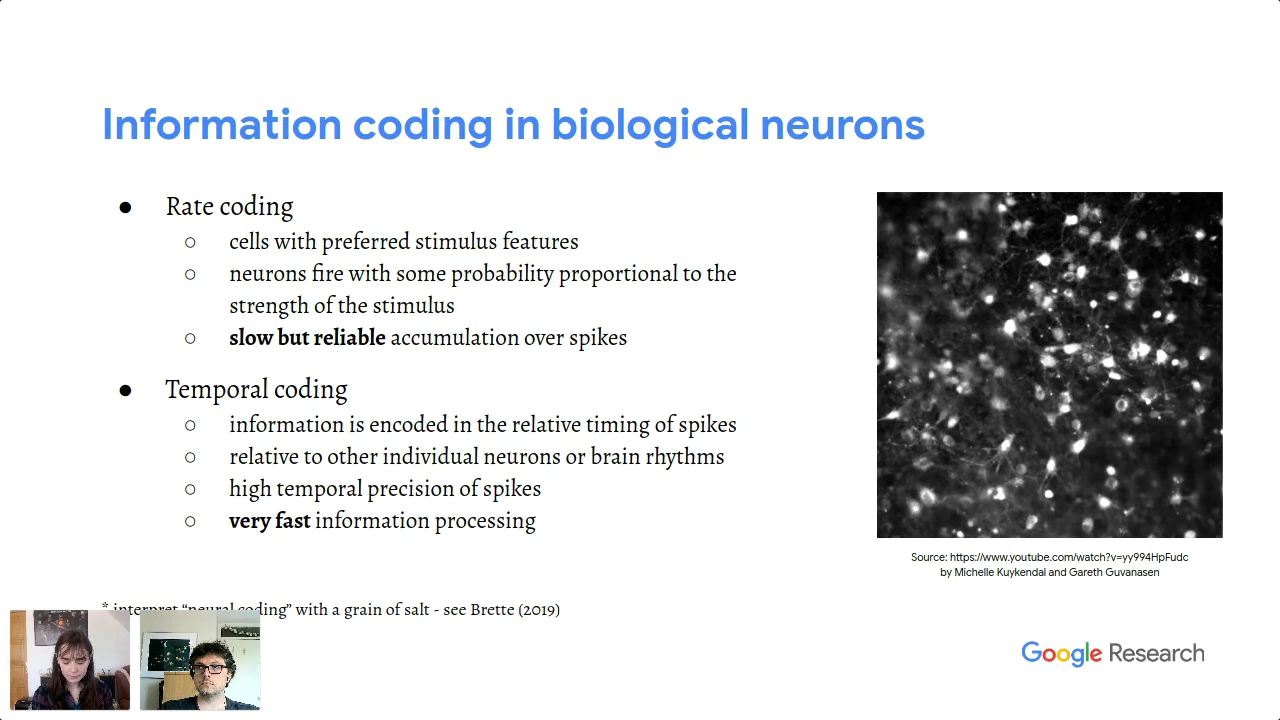 Information coding in biological neurons
● Rate coding
○ cells with preferred stimulus features
○ neurons fire with some probability proportional to the
strength of the stimulus
○ slow but reliable accumulation over spikes
● Temporal coding
○ information is encoded in the relative timing of spikes
○ relative to other individual neurons or brain rhythms
○ high temporal precision of spikes
○ very fast information processing
Source: https://www.youtube.com/watch?v=yy994HpFudc
by Michelle Kuykendal and Gareth Guvanasen
* interpret “neural coding” with a grain of salt - see Brette (2019)
Google Research